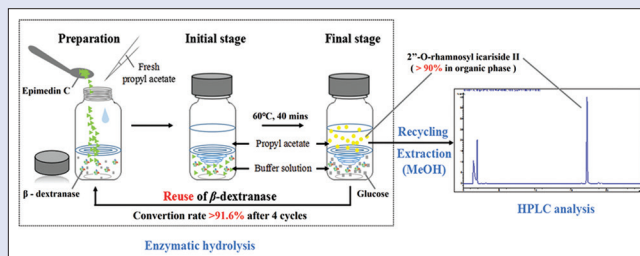 Preparation
Initial stage
Final stage
2''-O-rhamnosyl icariside II
( > 90% in organic phase )
Fresh
propyl acetate
Epimedin C
60℃, 40 mins
Recycling
Extraction
(MeOH)
Propyl acetate
Buffer solution
β - dextranase
Glucose
Reuse of β-dextranase
Convertion rate >91.6% after 4 cycles
HPLC analysis
Enzymatic hydrolysis